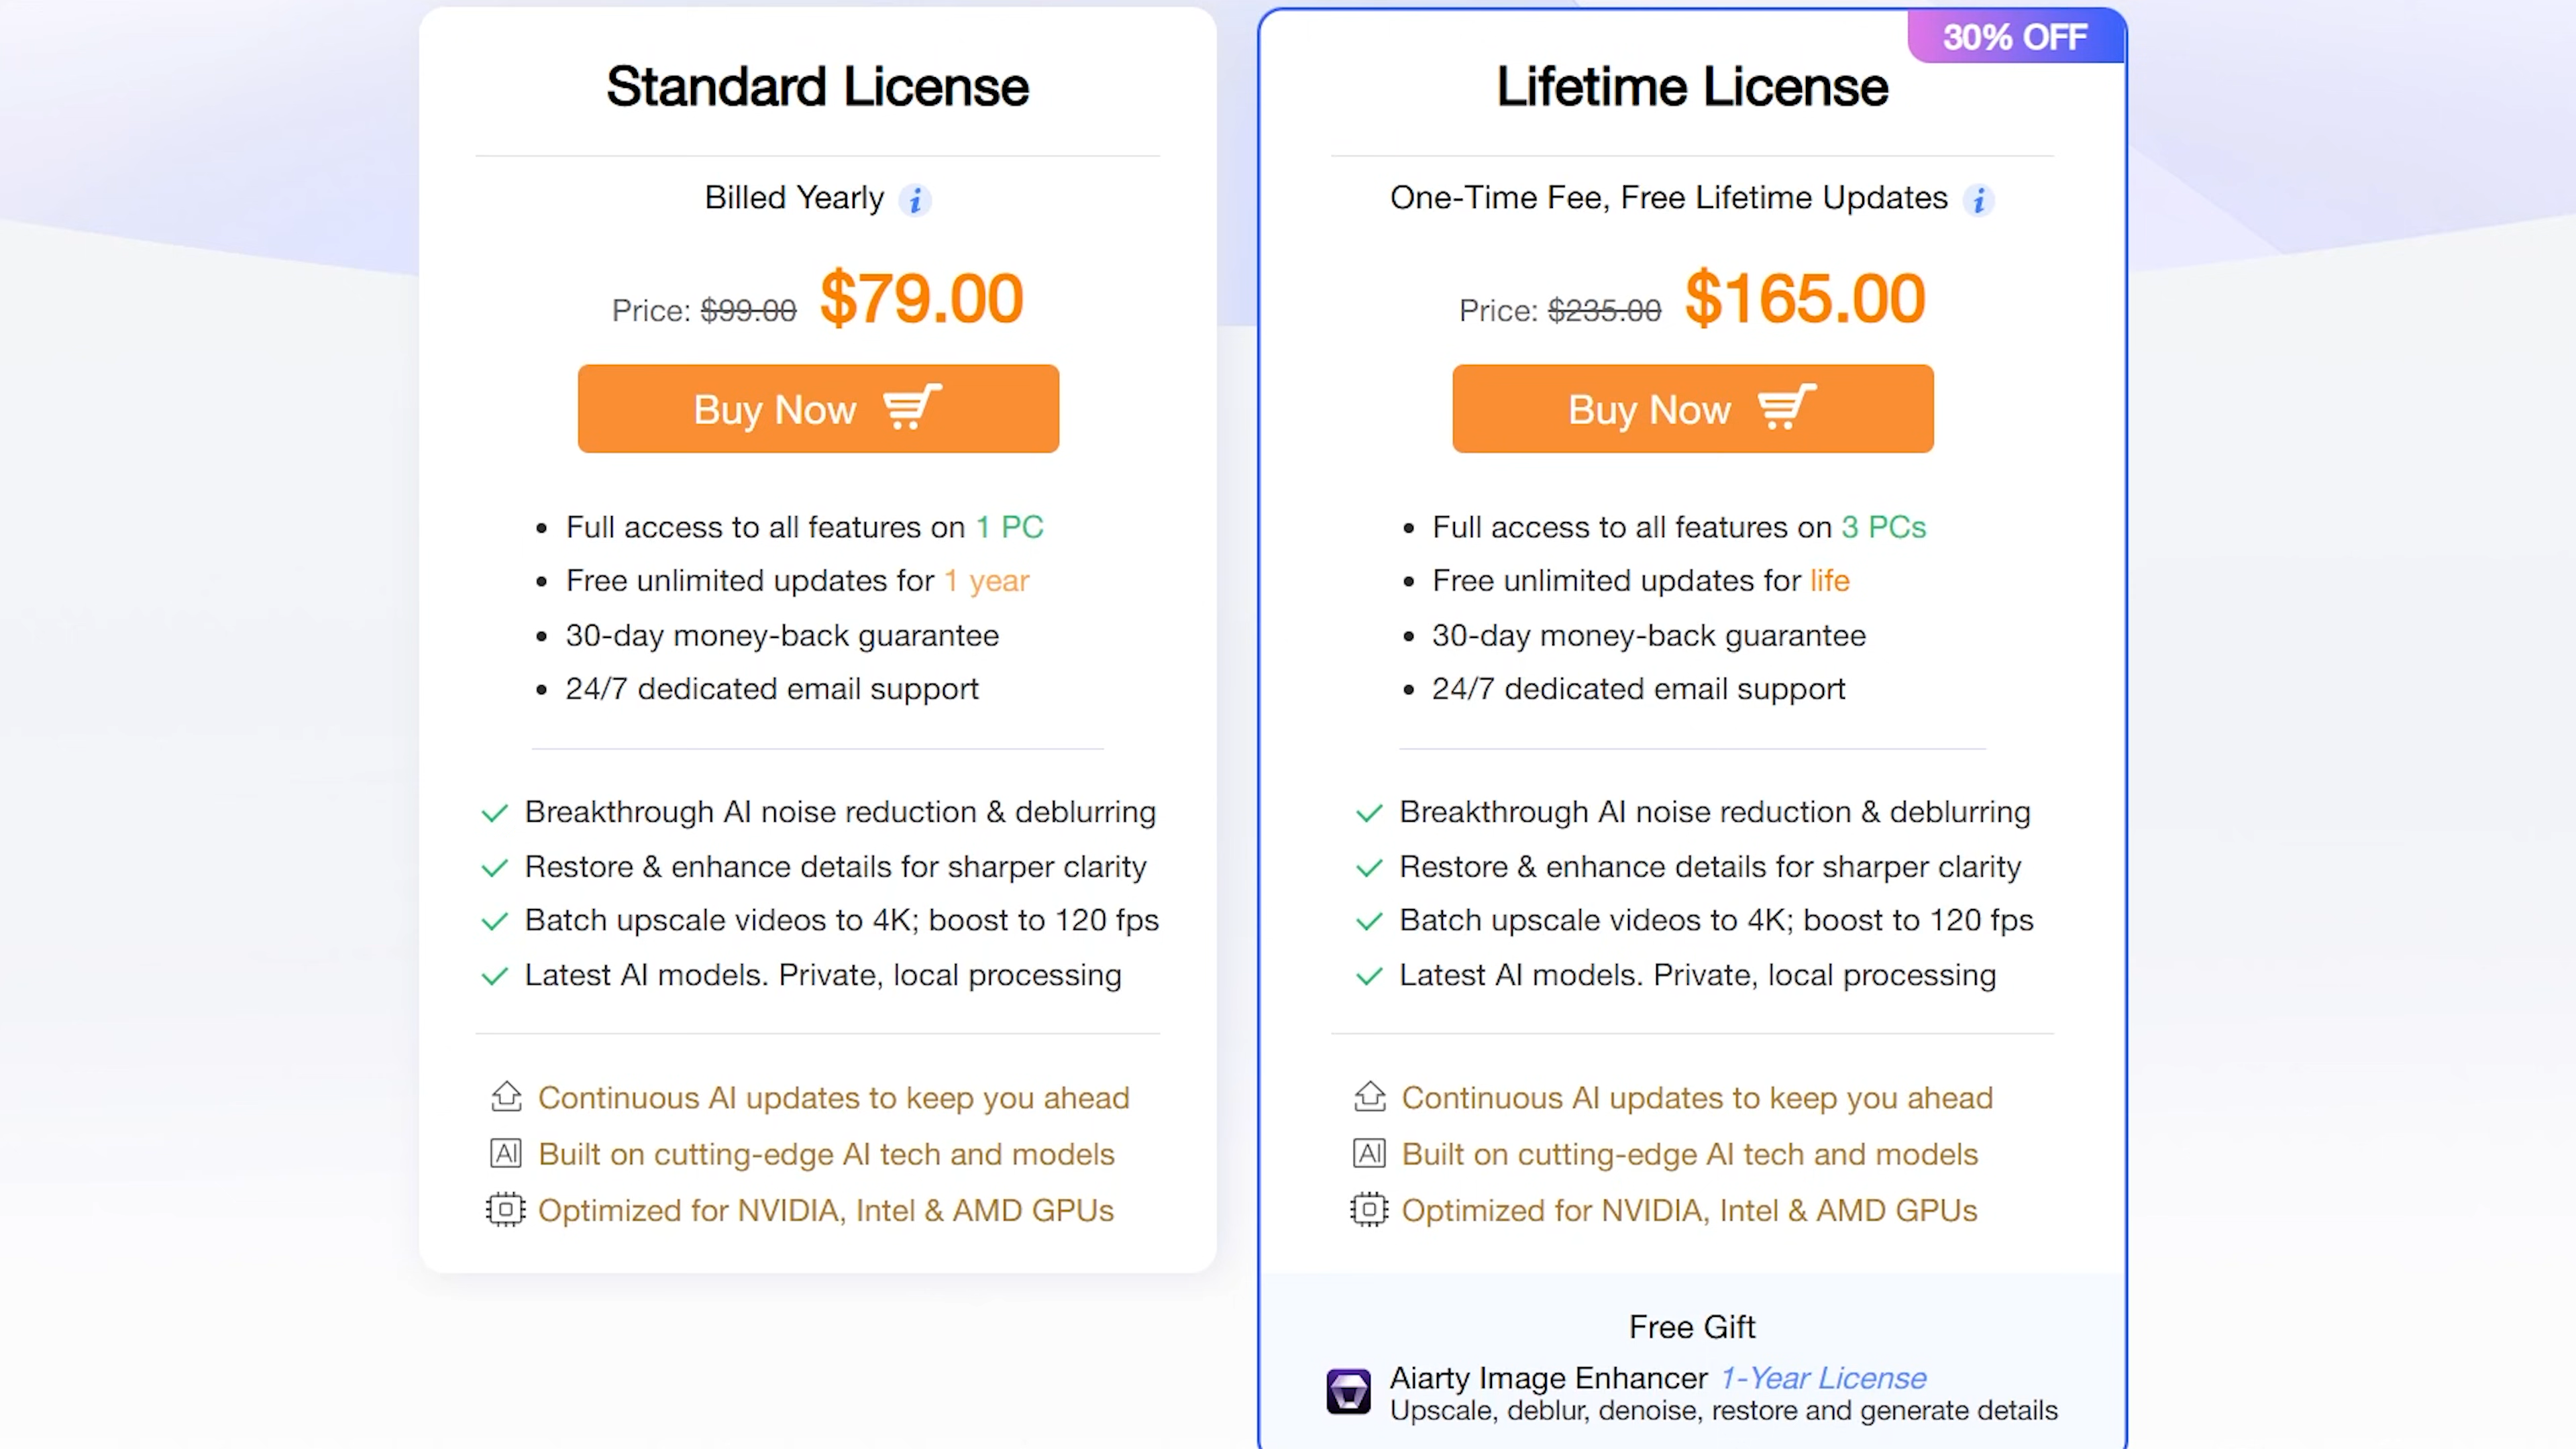 Standard License
Billed Yearly i
Price: $99.00 $79.00
Buy Now
• Full access to all features on 1 PC
• Free unlimited updates for 1 year
• 30-day money-back guarantee
• 24/7 dedicated email support
Breakthrough AI noise reduction & deblurring
Restore & enhance details for sharper clarity
Batch upscale videos to 4K; boost to 120 fps
Latest AI models. Private, local processing
Continuous AI updates to keep you ahead
AI Built on cutting-edge AI tech and models
Optimized for NVIDIA, Intel & AMD GPUs
30% OFF
Lifetime License
One-Time Fee, Free Lifetime Updates i
Price: $235.00 $165.00
Buy Now
• Full access to all features on 3 PCs
• Free unlimited updates for life
• 30-day money-back guarantee
• 24/7 dedicated email support
Breakthrough AI noise reduction & deblurring
Restore & enhance details for sharper clarity
Batch upscale videos to 4K; boost to 120 fps
Latest AI models. Private, local processing
Continuous AI updates to keep you ahead
AI Built on cutting-edge AI tech and models
Optimized for NVIDIA, Intel & AMD GPUs
Free Gift
Aiarty Image Enhancer 1-Year License
Upscale, deblur, denoise, restore and generate details